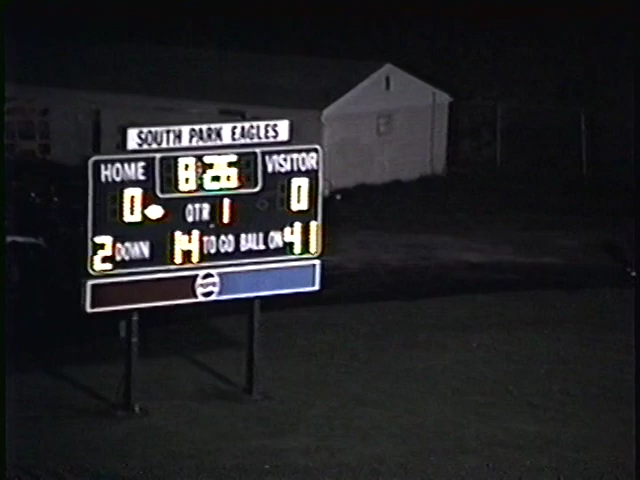 SOUTH PARK EAGLES
HOME 8:26 VISITOR
0 QTR 1 0
2 DOWN 14 TO GO BALL ON 41